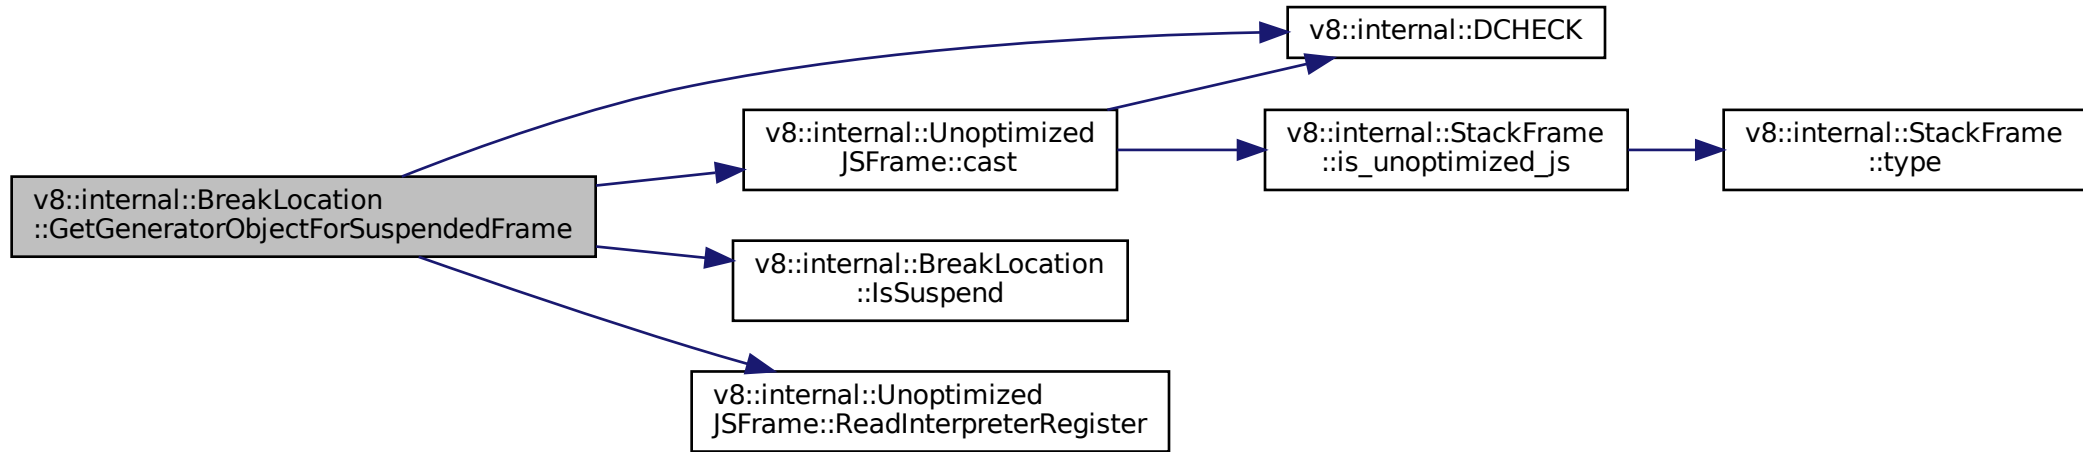 v8::internal::DCHECK
v8::internal::Unoptimized
JSFrame::cast
v8::internal::StackFrame
::is_unoptimized_js
v8::internal::StackFrame
::type
v8::internal::BreakLocation
::GetGeneratorObjectForSuspendedFrame
v8::internal::BreakLocation
::IsSuspend
v8::internal::Unoptimized
JSFrame::ReadInterpreterRegister